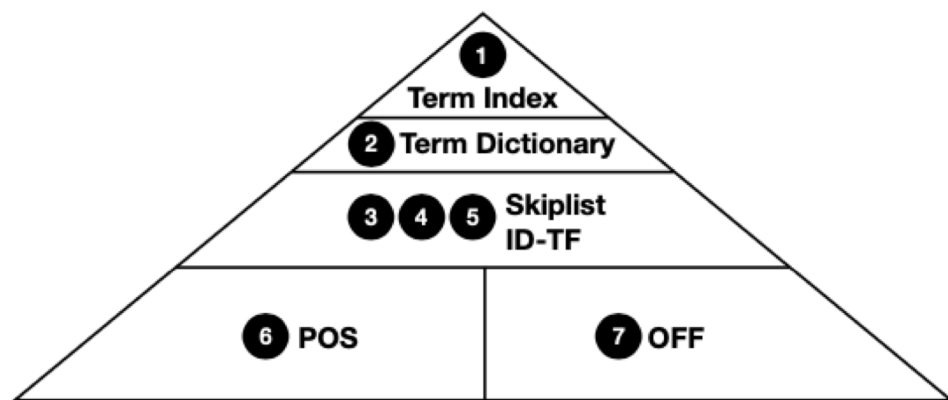 1
Term Index
2 Term Dictionary
3 4 5 Skiplist
ID-TF
6 POS
7 OFF